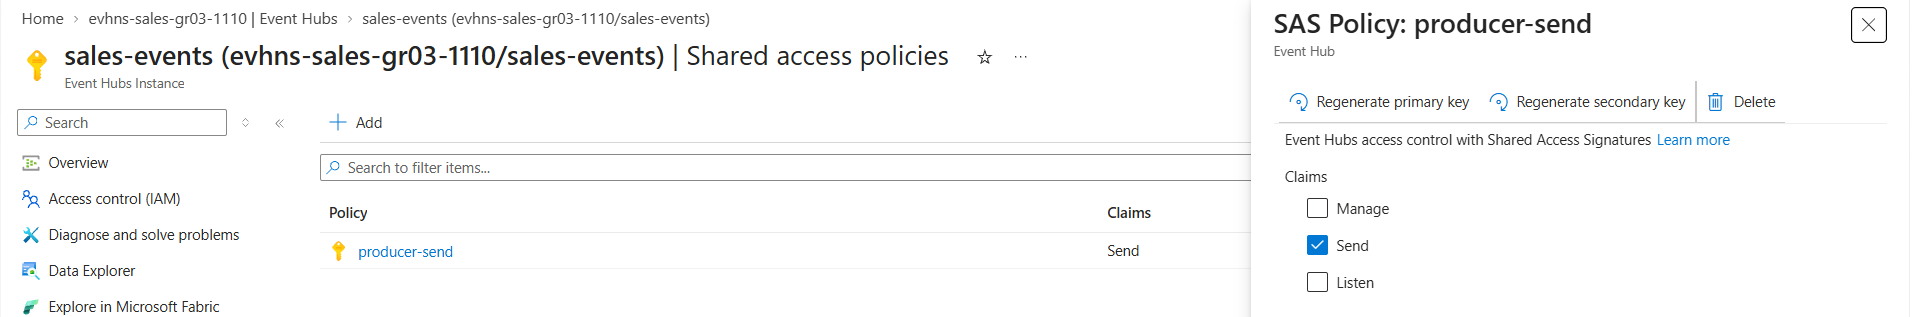 Home > evhns-sales-gr03-1110 | Event Hubs > sales-events (evhns-sales-gr03-1110/sales-events)
sales-events (evhns-sales-gr03-1110/sales-events) | Shared access policies
Event Hubs Instance
Search
Overview
Access control (IAM)
Diagnose and solve problems
Data Explorer
Explore in Microsoft Fabric
Add
Search to filter items...
Policy Claims
producer-send Send
SAS Policy: producer-send
Event Hub
Regenerate primary key Regenerate secondary key Delete
Event Hubs access control with Shared Access Signatures Learn more
Claims
Manage
Send
Listen